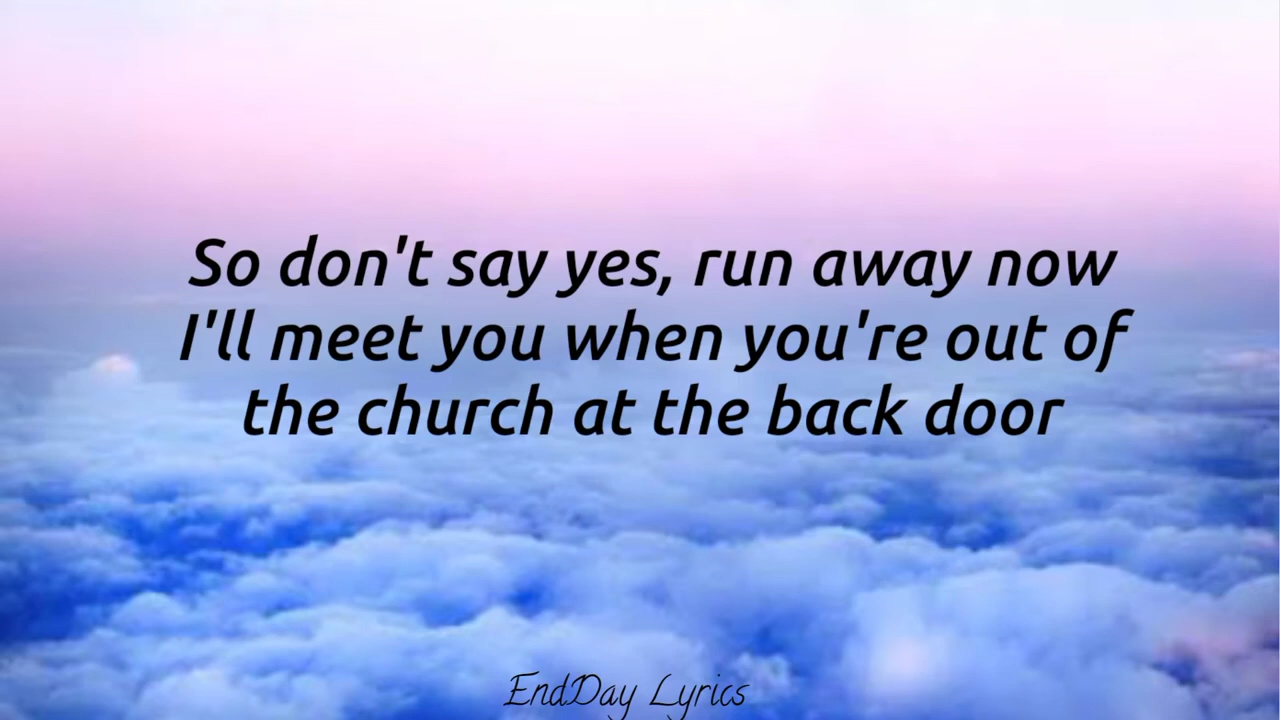 So don't say yes, run away now
I'll meet you when you're out of
the church at the back door
EndDay Lyrics